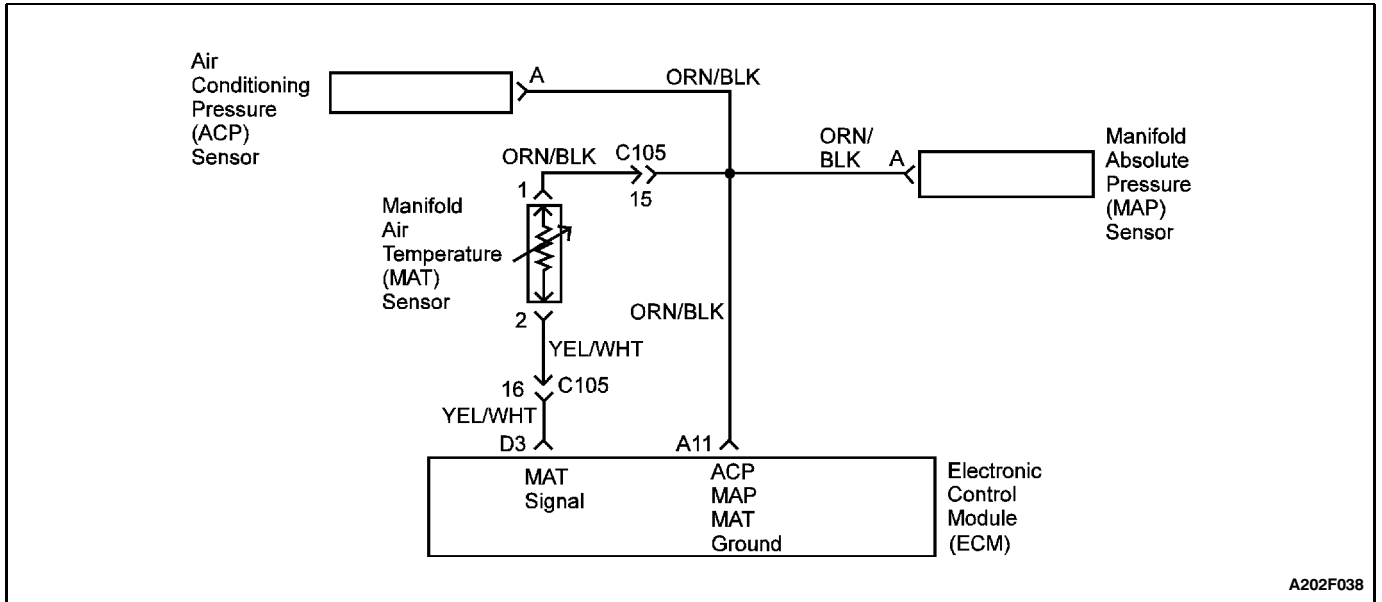 Air
Conditioning
Pressure
(ACP)
Sensor
A
ORN/BLK
ORN/BLK
C105
15
ORN/
BLK
A
Manifold
Absolute
Pressure
(MAP)
Sensor
1
Manifold
Air
Temperature
(MAT)
Sensor
2
ORN/BLK
YEL/WHT
16
C105
YEL/WHT
D3
A11
MAT
Signal
ACP
MAP
MAT
Ground
Electronic
Control
Module
(ECM)
A202F038